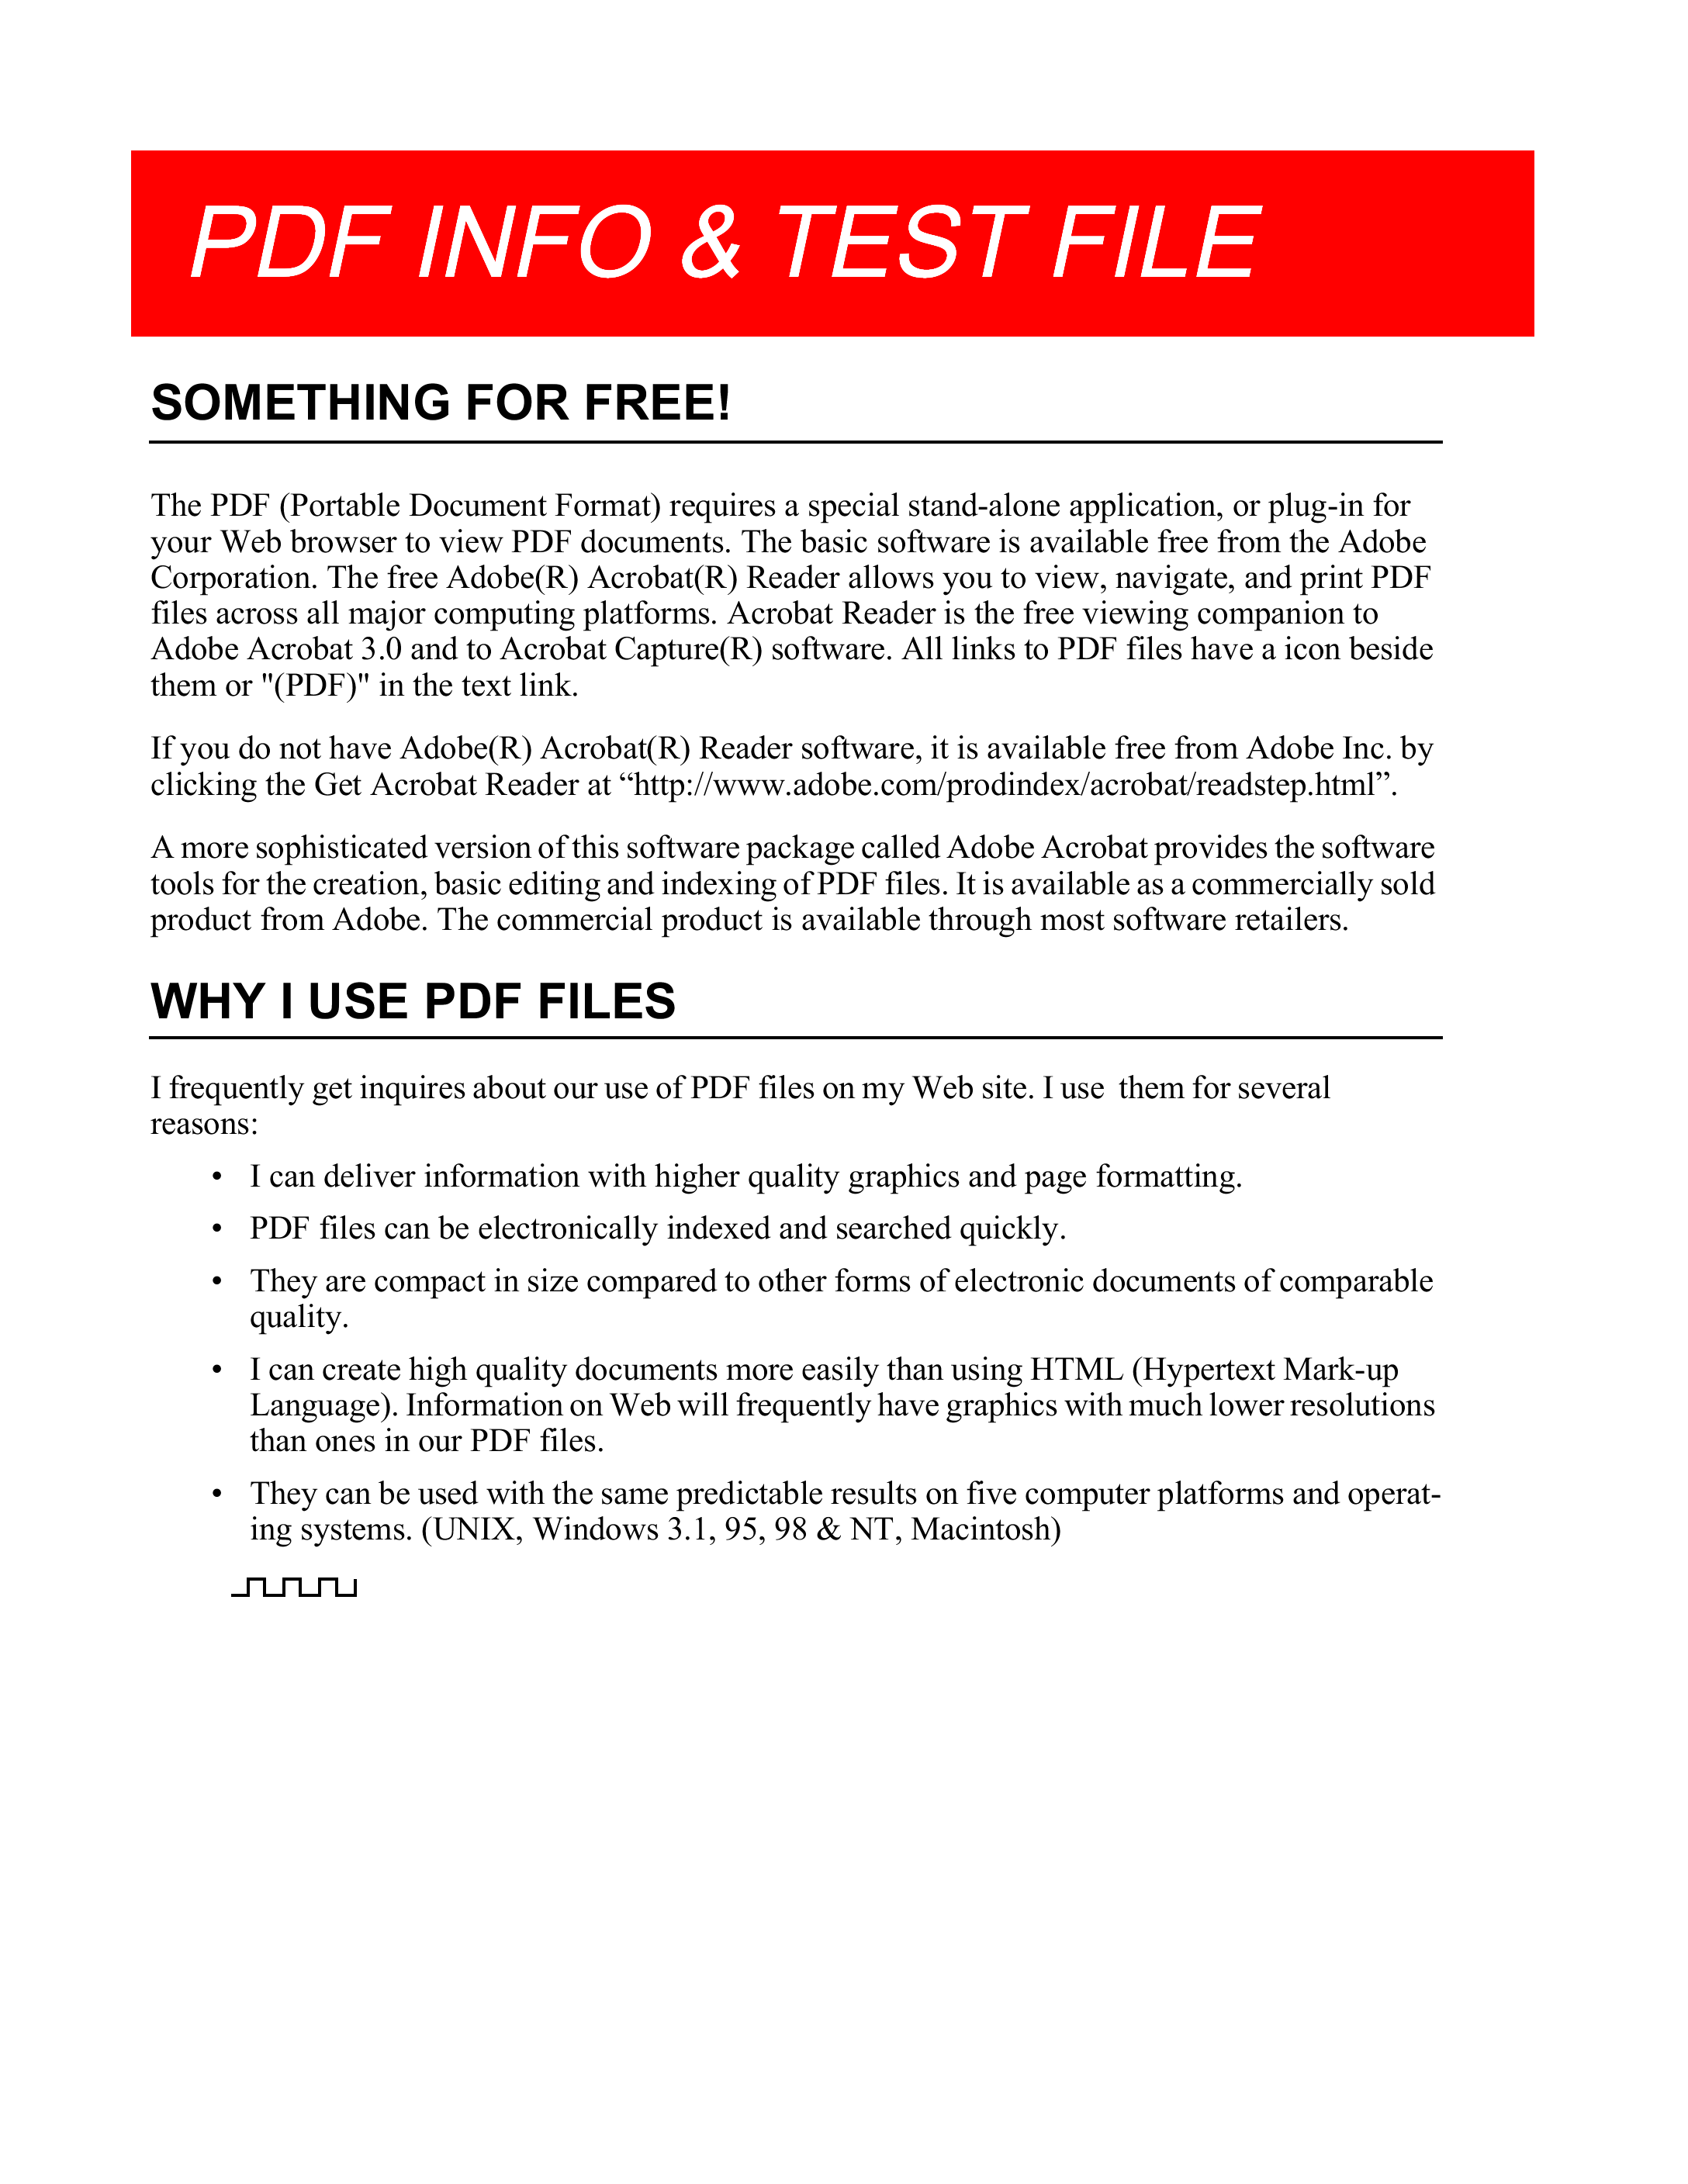 PDF INFO & TEST FILE
SOMETHING FOR FREE!
The PDF (Portable Document Format) requires a special stand-alone application, or plug-in for
your Web browser to view PDF documents. The basic software is available free from the Adobe
Corporation. The free Adobe(R) Acrobat(R) Reader allows you to view, navigate, and print PDF
files across all major computing platforms. Acrobat Reader is the free viewing companion to
Adobe Acrobat 3.0 and to Acrobat Capture(R) software. All links to PDF files have a icon beside
them or "(PDF)" in the text link.
If you do not have Adobe(R) Acrobat(R) Reader software, it is available free from Adobe Inc. by
clicking the Get Acrobat Reader at “http://www.adobe.com/prodindex/acrobat/readstep.html”.
A more sophisticated version of this software package called Adobe Acrobat provides the software
tools for the creation, basic editing and indexing of PDF files. It is available as a commercially sold
product from Adobe. The commercial product is available through most software retailers.
WHY I USE PDF FILES
I frequently get inquires about our use of PDF files on my Web site. I use  them for several
reasons:
• I can deliver information with higher quality graphics and page formatting.
• PDF files can be electronically indexed and searched quickly.
• They are compact in size compared to other forms of electronic documents of comparable
quality.
• I can create high quality documents more easily than using HTML (Hypertext Mark-up
Language). Information on Web will frequently have graphics with much lower resolutions
than ones in our PDF files.
• They can be used with the same predictable results on five computer platforms and operat-
ing systems. (UNIX, Windows 3.1, 95, 98 & NT, Macintosh)